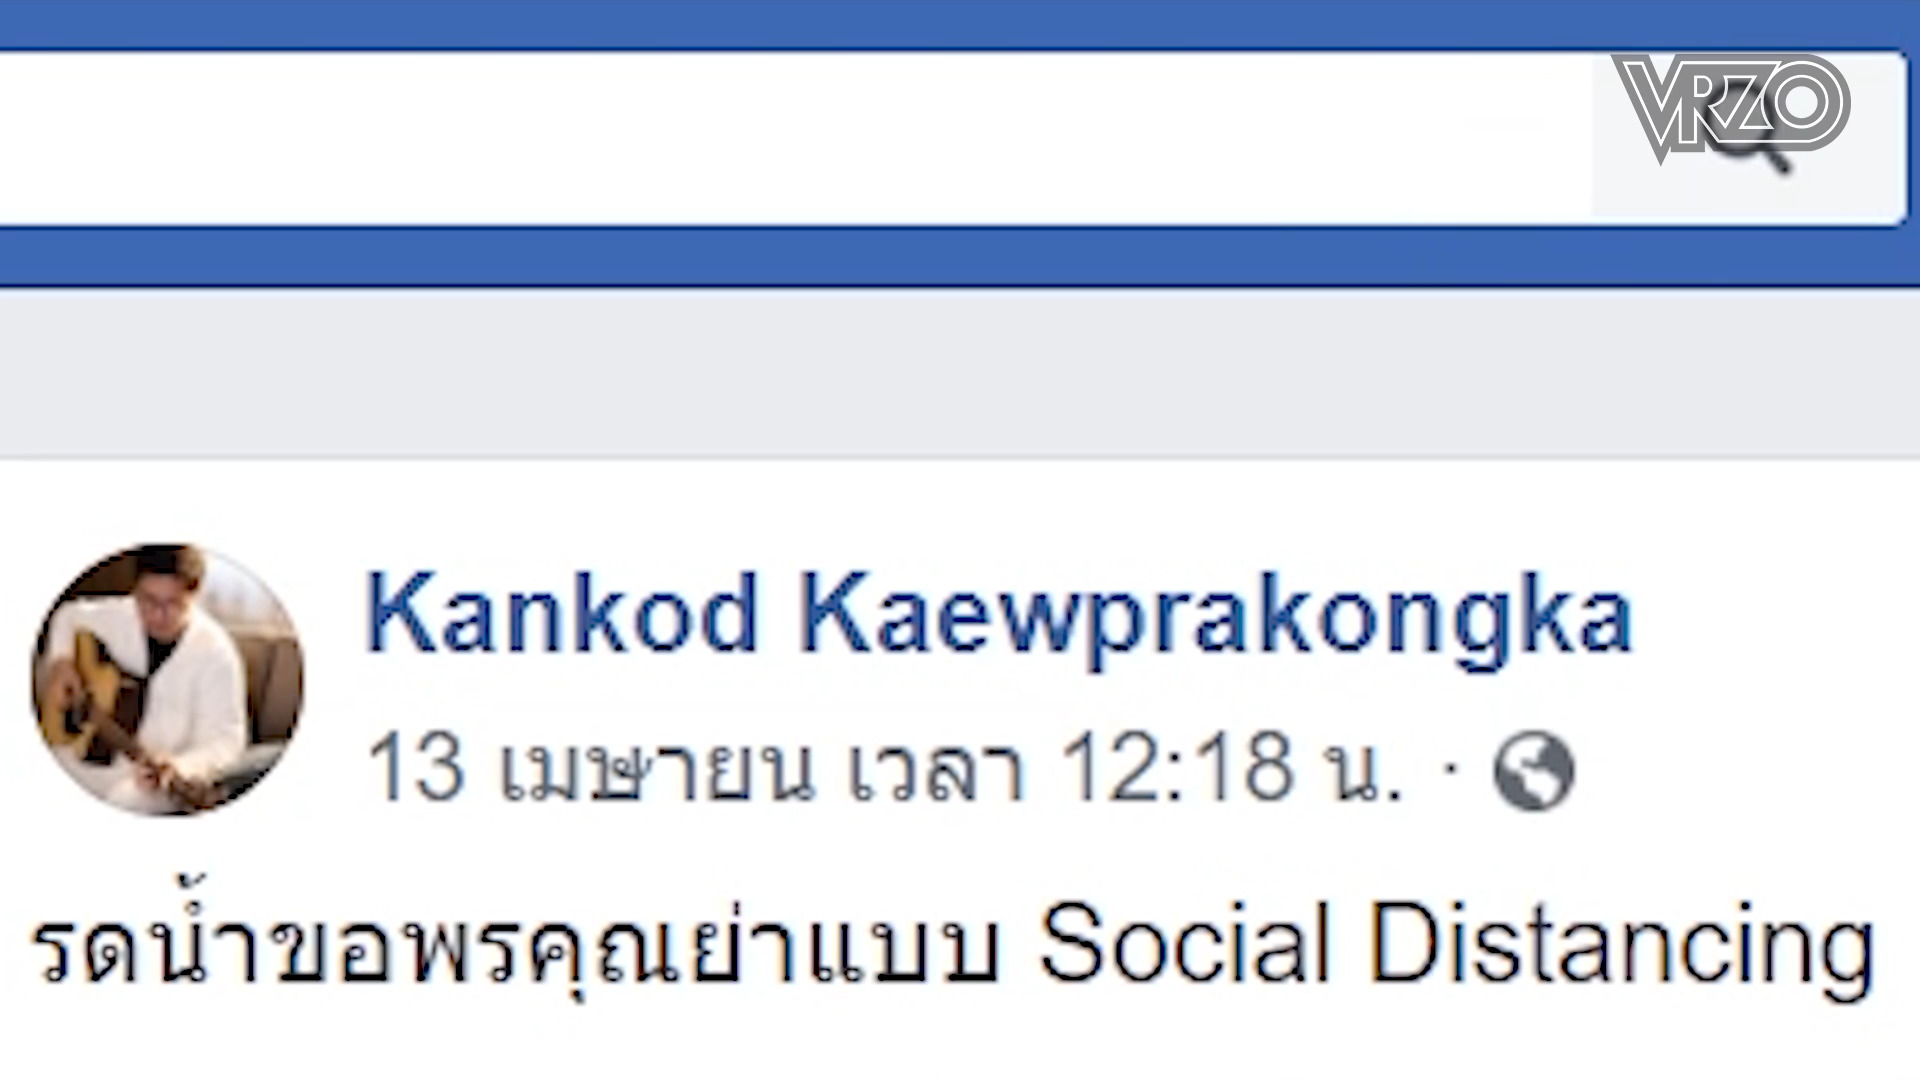 VRZO
Kankod Kaewprakongka
13 เมษายน เวลา 12:18 น. ·
รดน้ำขอพรคุณย่าแบบ Social Distancing